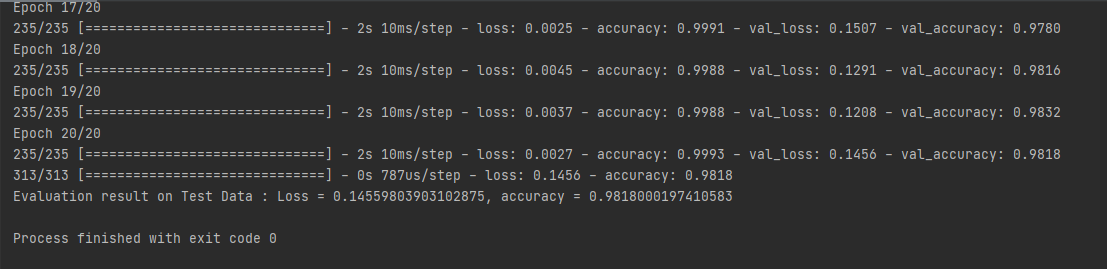 Epoch 17/20
235/235 [==============================] - 2s 10ms/step - loss: 0.0025 - accuracy: 0.9991 - val_loss: 0.1507 - val_accuracy: 0.9780
Epoch 18/20
235/235 [==============================] - 2s 10ms/step - loss: 0.0045 - accuracy: 0.9988 - val_loss: 0.1291 - val_accuracy: 0.9816
Epoch 19/20
235/235 [==============================] - 2s 10ms/step - loss: 0.0037 - accuracy: 0.9988 - val_loss: 0.1208 - val_accuracy: 0.9832
Epoch 20/20
235/235 [==============================] - 2s 10ms/step - loss: 0.0027 - accuracy: 0.9993 - val_loss: 0.1456 - val_accuracy: 0.9818
313/313 [==============================] - 0s 787us/step - loss: 0.1456 - accuracy: 0.9818
Evaluation result on Test Data : Loss = 0.14559803903102875, accuracy = 0.9818000197410583
Process finished with exit code 0